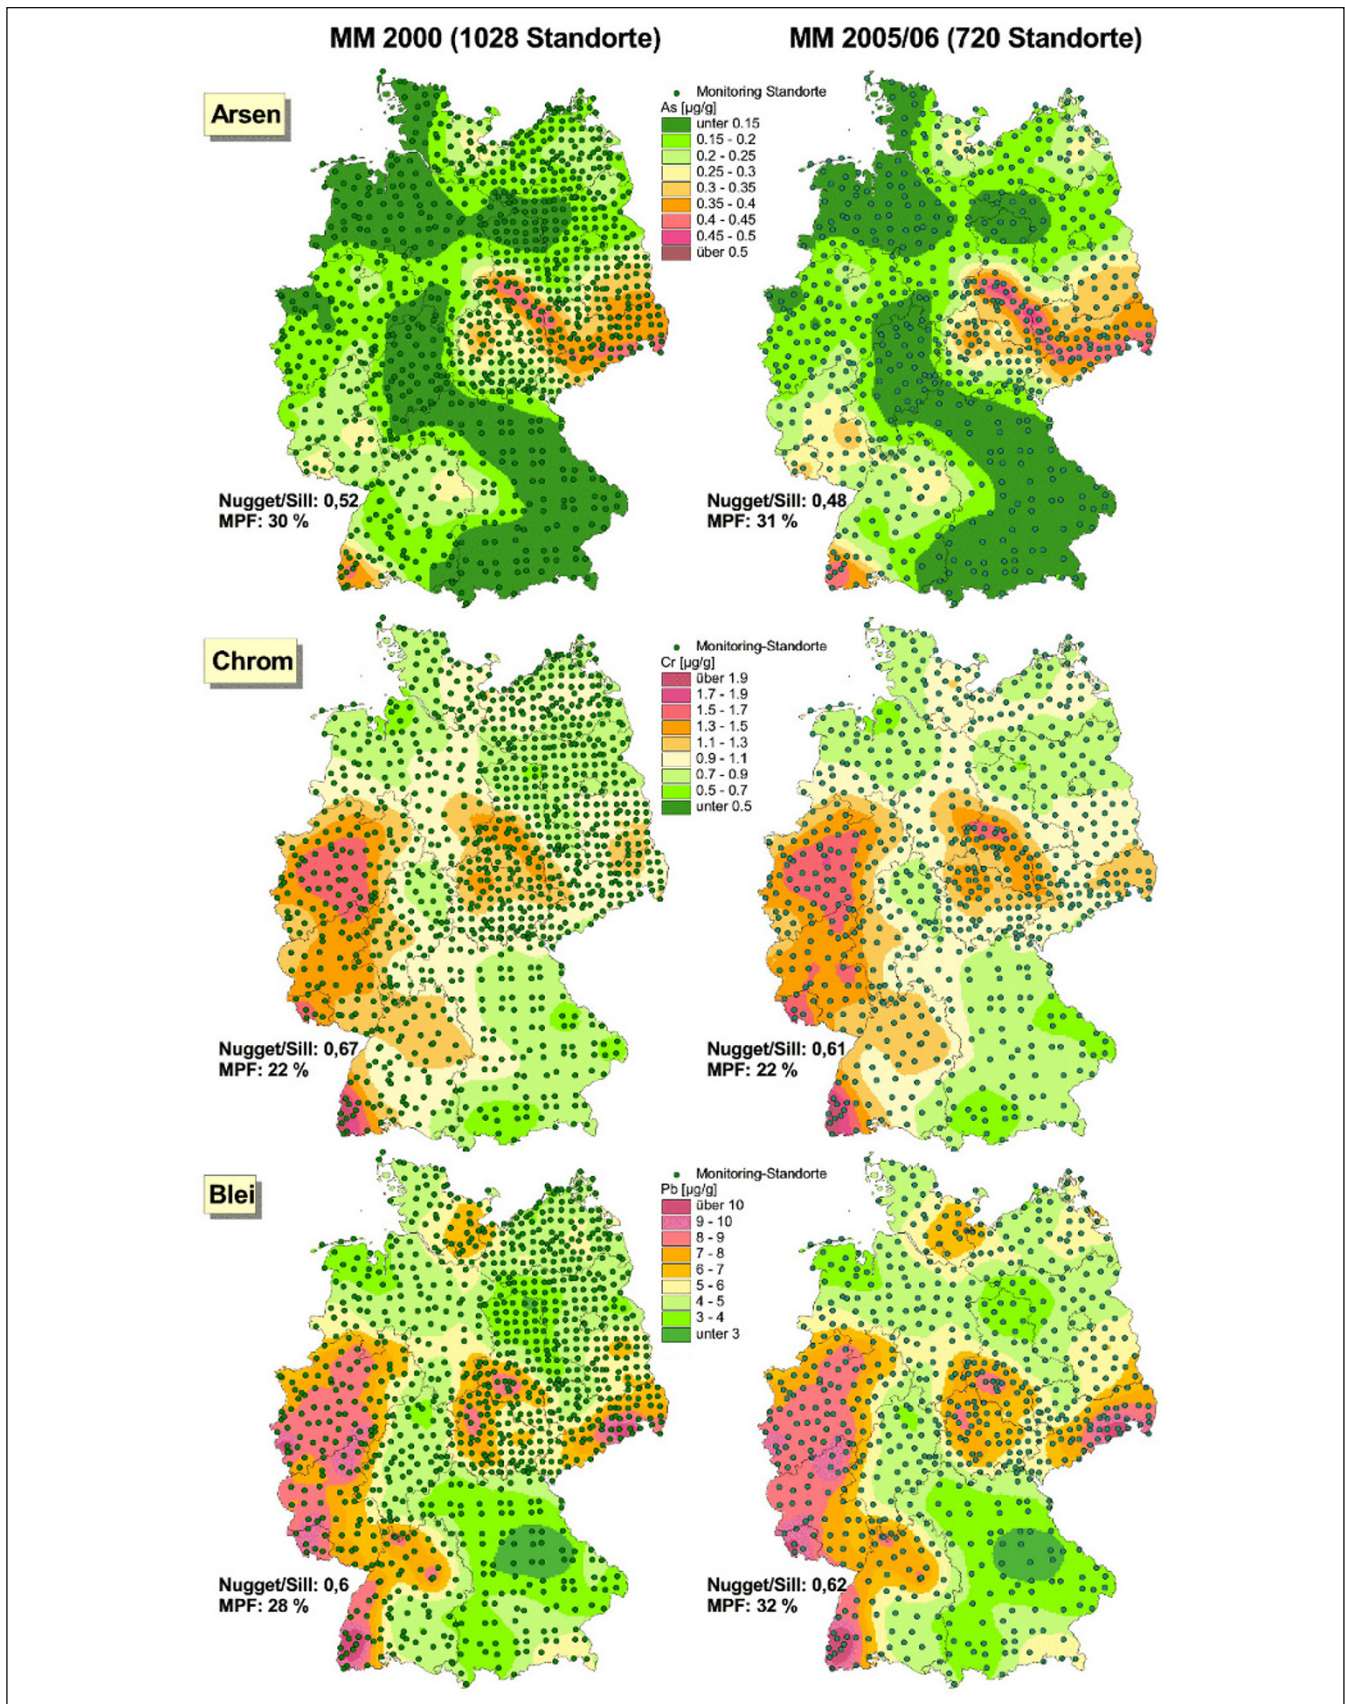 MM 2000 (1028 Standorte)
MM 2005/06 (720 Standorte)
Arsen
Monitoring Standorte
As [µg/g]
unter 0.15
0.15 - 0.2
0.2 - 0.25
0.25 - 0.3
0.3 - 0.35
0.35 - 0.4
0.4 - 0.45
0.45 - 0.5
über 0.5
Nugget/Sill: 0,52
MPF: 30 %
Nugget/Sill: 0,48
MPF: 31 %
Chrom
Monitoring-Standorte
Cr [µg/g]
über 1.9
1.7 - 1.9
1.5 - 1.7
1.3 - 1.5
1.1 - 1.3
0.9 - 1.1
0.7 - 0.9
0.5 - 0.7
unter 0.5
Nugget/Sill: 0,67
MPF: 22 %
Nugget/Sill: 0,61
MPF: 22 %
Blei
Monitoring-Standorte
Pb [µg/g]
über 10
9 - 10
8 - 9
7 - 8
6 - 7
5 - 6
4 - 5
3 - 4
unter 3
Nugget/Sill: 0,6
MPF: 28 %
Nugget/Sill: 0,62
MPF: 32 %